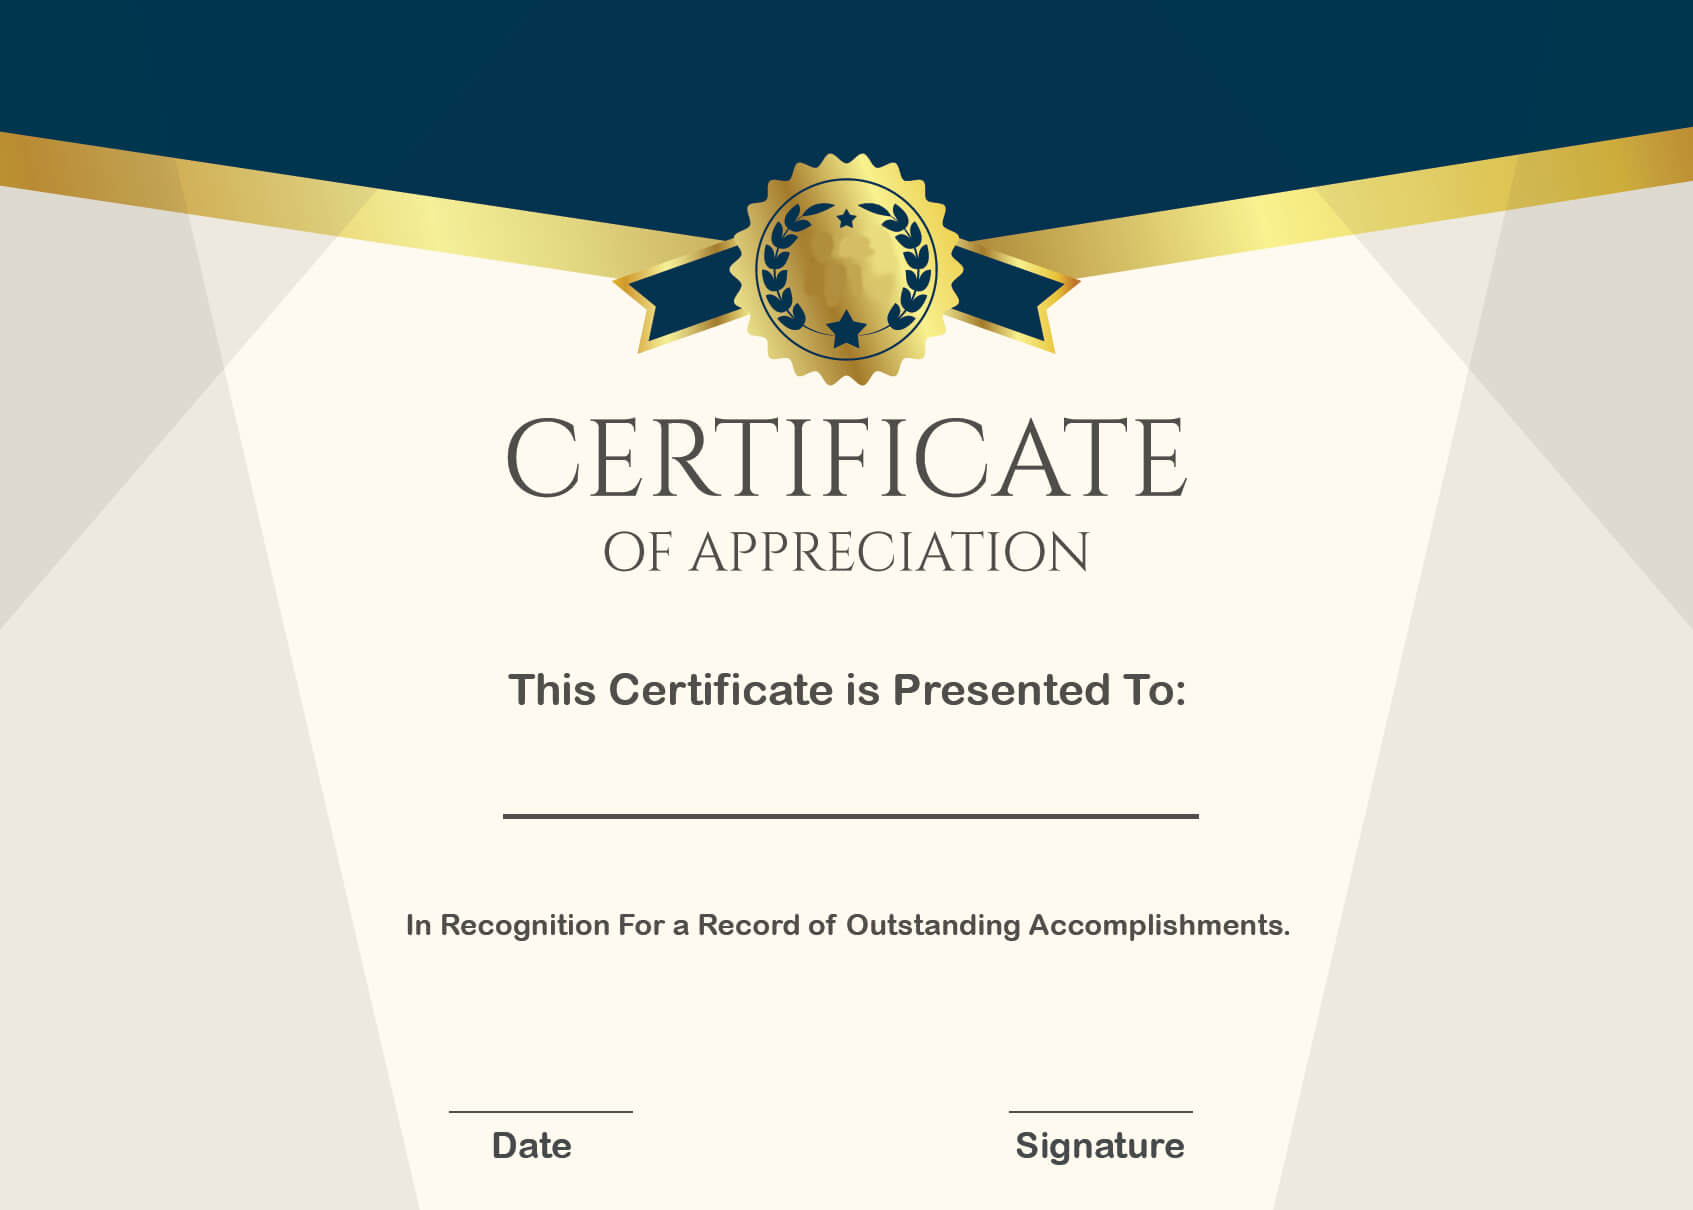 CERTIFICATE
OF APPRECIATION
This Certificate is Presented To:
In Recognition For a Record of Outstanding Accomplishments.
Date
Signature